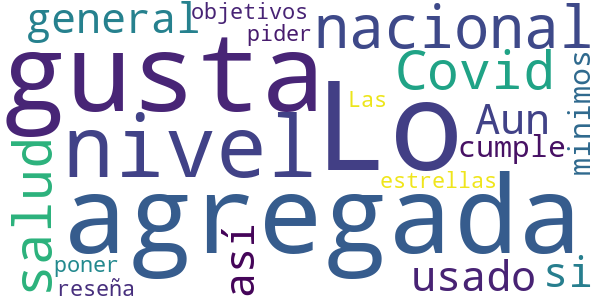 general
objetivos
pider
nacional
gusta
Lo
Covid
Las
Aun
minimos
nivel
cumple
salud
estrellas
agregada
así
poner
reseña
usado
si